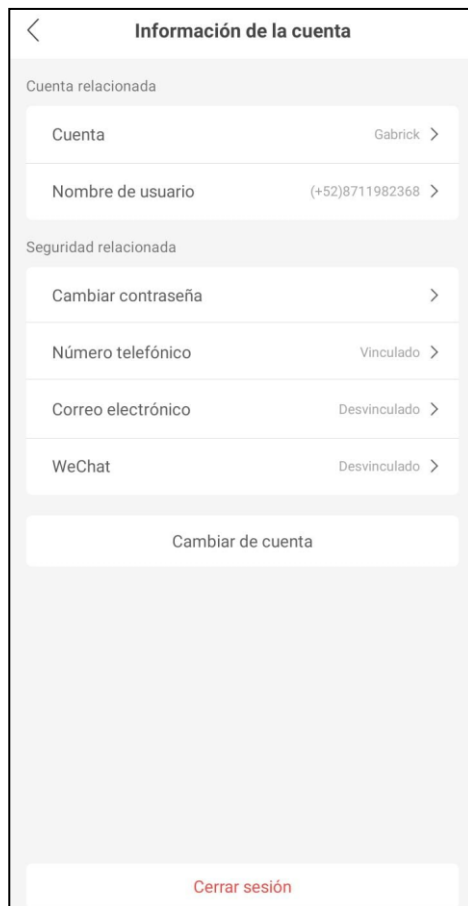 Información de la cuenta
Cuenta relacionada
Cuenta Gabrick
Nombre de usuario (+52)8711982368
Seguridad relacionada
Cambiar contraseña
Número telefónico Vinculado
Correo electrónico Desvinculado
WeChat Desvinculado
Cambiar de cuenta
Cerrar sesión